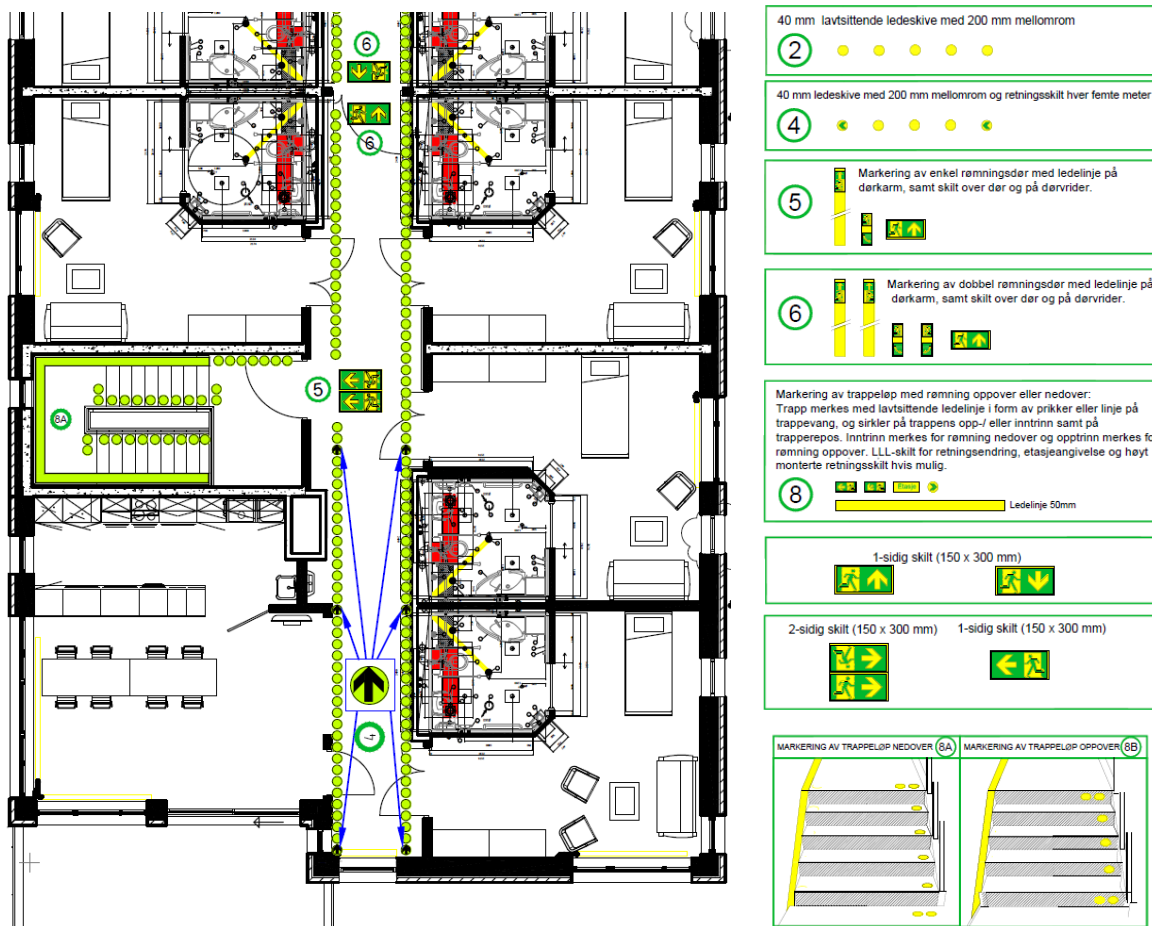 6
6
5
8A
4
40 mm lavtsittende ledeskive med 200 mm mellomrom
2
40 mm ledeskive med 200 mm mellomrom og retningsskilt hver femte meter
4
Markering av enkel rømningsdør med ledelinje på
dørkarm, samt skilt over dør og på dørvrider.
5
Markering av dobbel rømningsdør med ledelinje på
dørkarm, samt skilt over dør og på dørvrider.
6
Markering av trappeløp med rømning oppover eller nedover:
Trapp merkes med lavtsittende ledelinje i form av prikker eller linje på
trappevang, og sirkler på trappens opp-/ eller inntrinn samt på
trapperepos. Inntrinn merkes for rømning nedover og opptrinn merkes fo
rømning oppover. LLL-skilt for retningsendring, etasjeangivelse og høyt
monterte retningsskilt hvis mulig.
8
Etasje
Ledelinje 50mm
1-sidig skilt (150 x 300 mm)
2-sidig skilt (150 x 300 mm) 1-sidig skilt (150 x 300 mm)
MARKERING AV TRAPPELØP NEDOVER 8A
MARKERING AV TRAPPELØP OPPOVER 8B